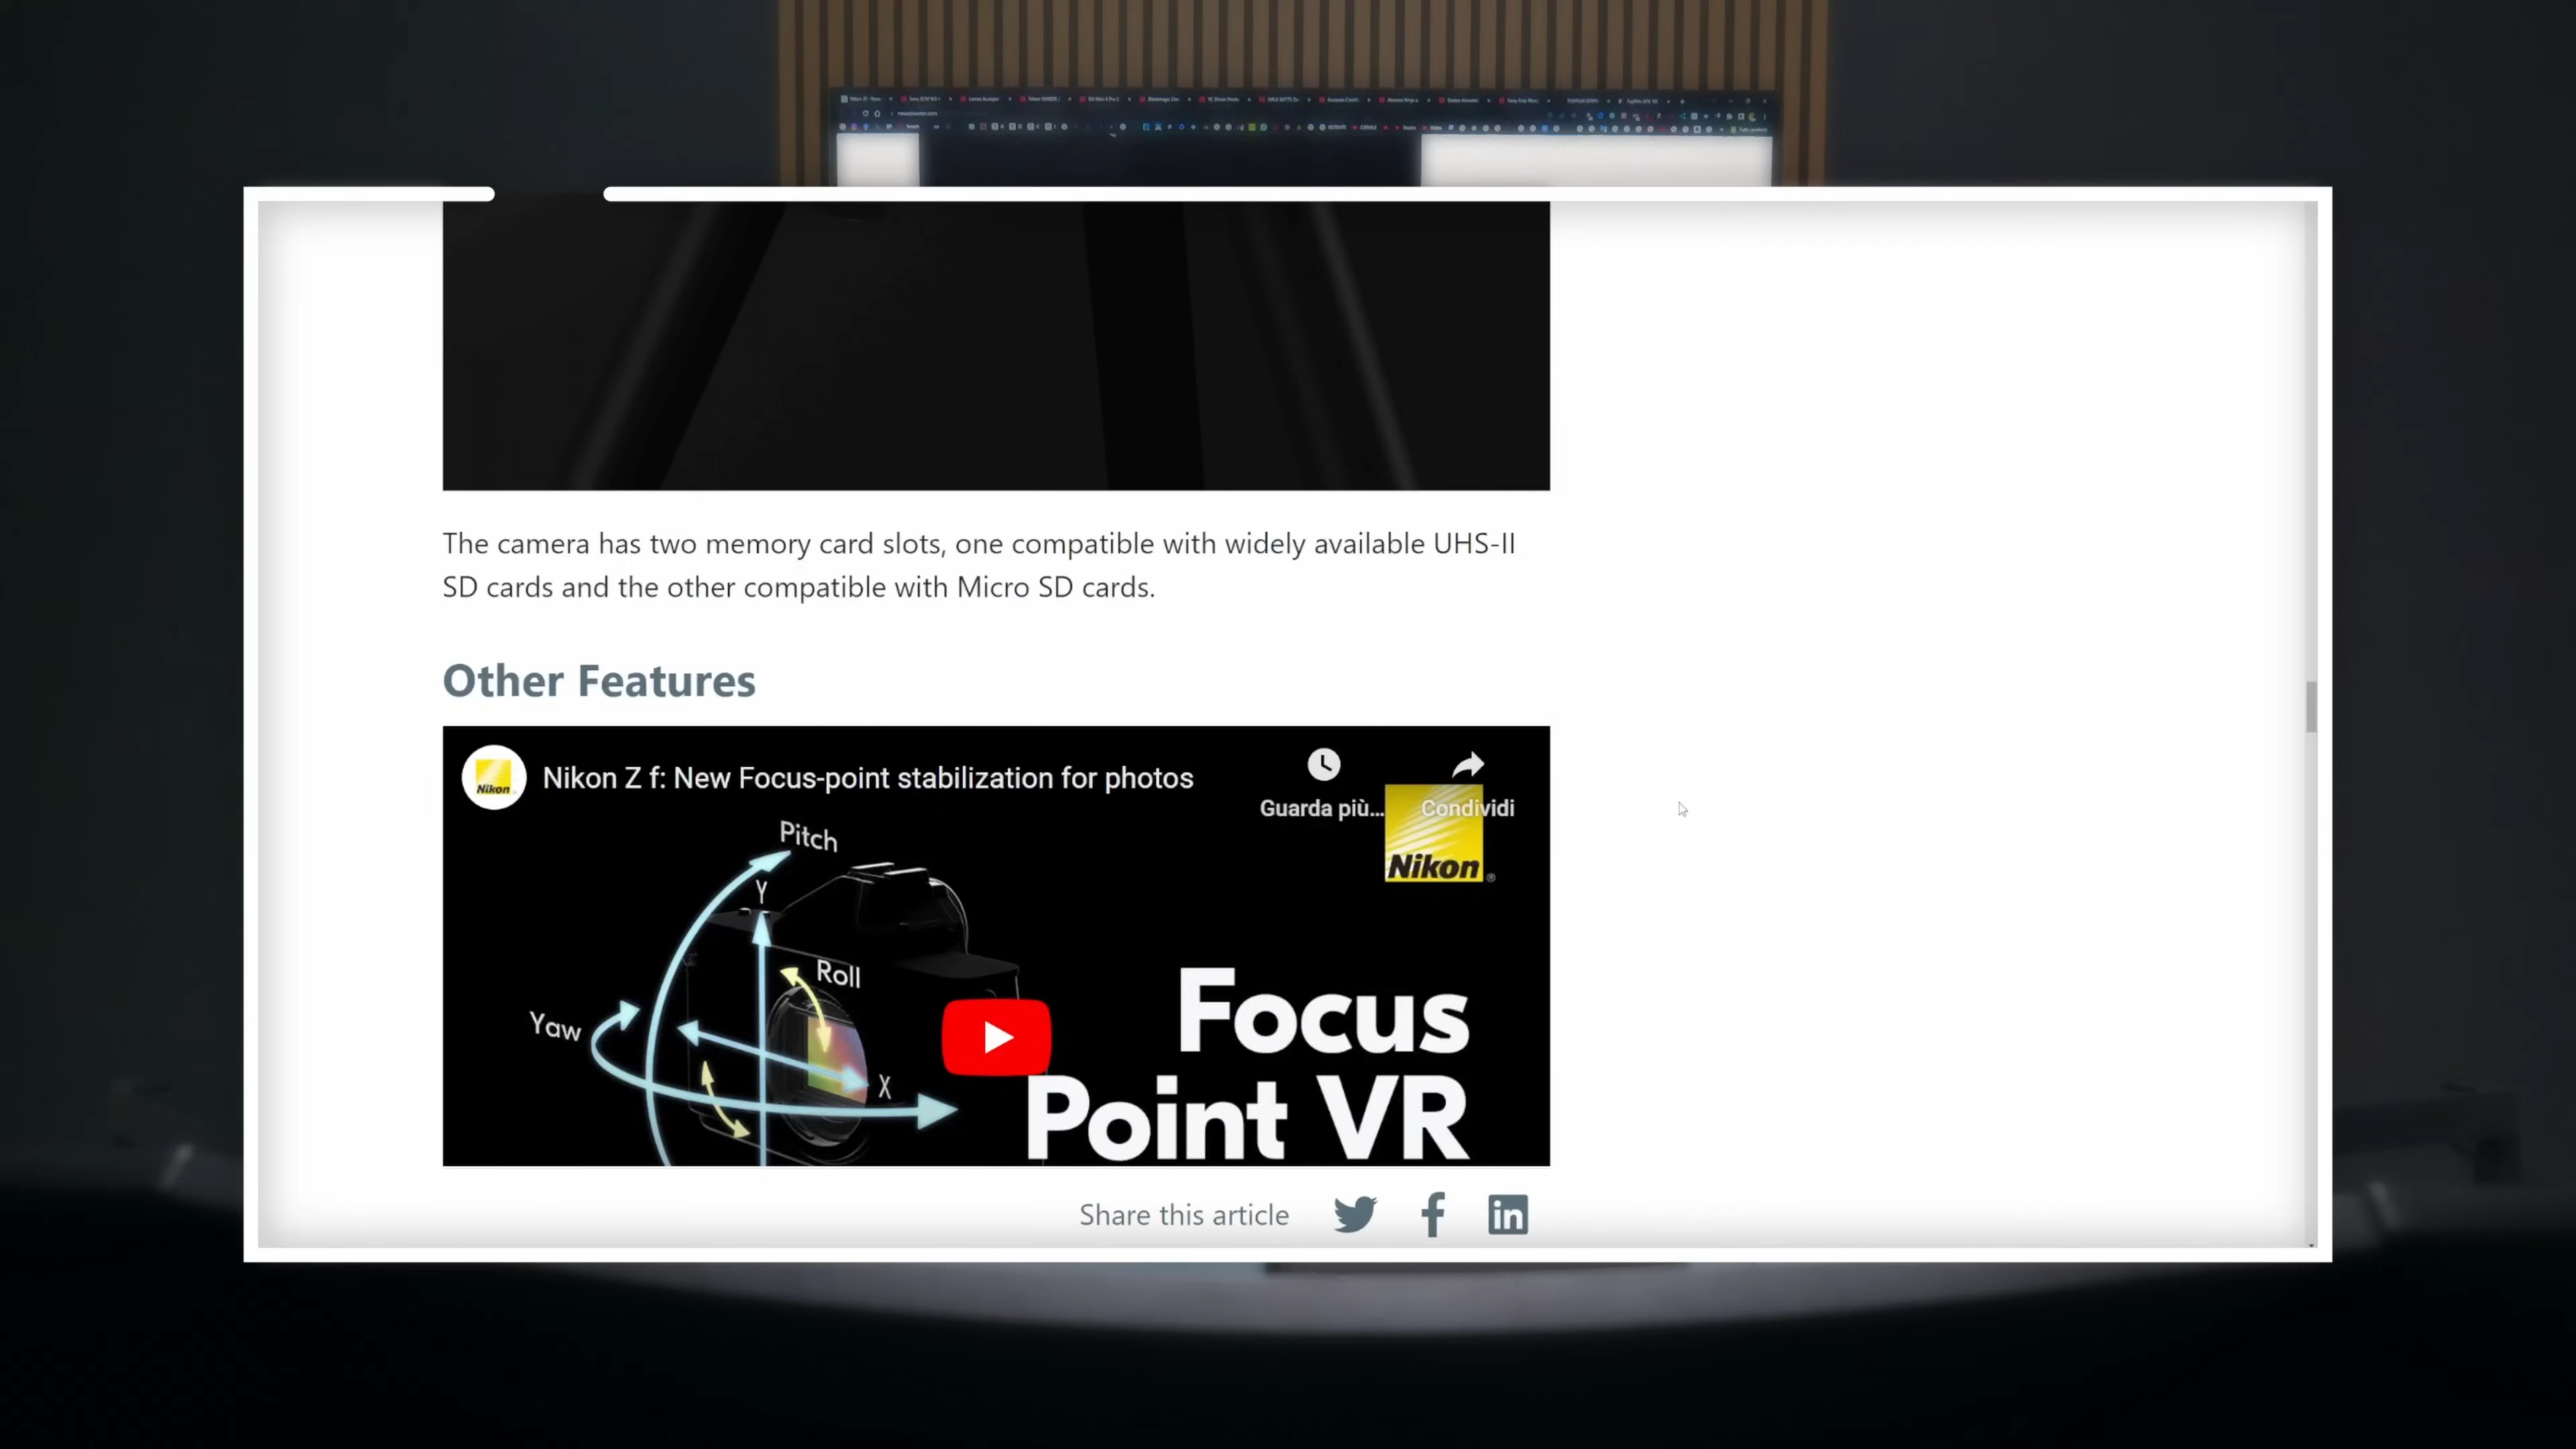 The camera has two memory card slots, one compatible with widely available UHS-II
SD cards and the other compatible with Micro SD cards.
Other Features
Nikon
Nikon Z f: New Focus-point stabilization for photos
Guarda più...
Condividi
Nikon
Pitch
Y
Roll
Yaw
X
Focus
Point VR
Share this article